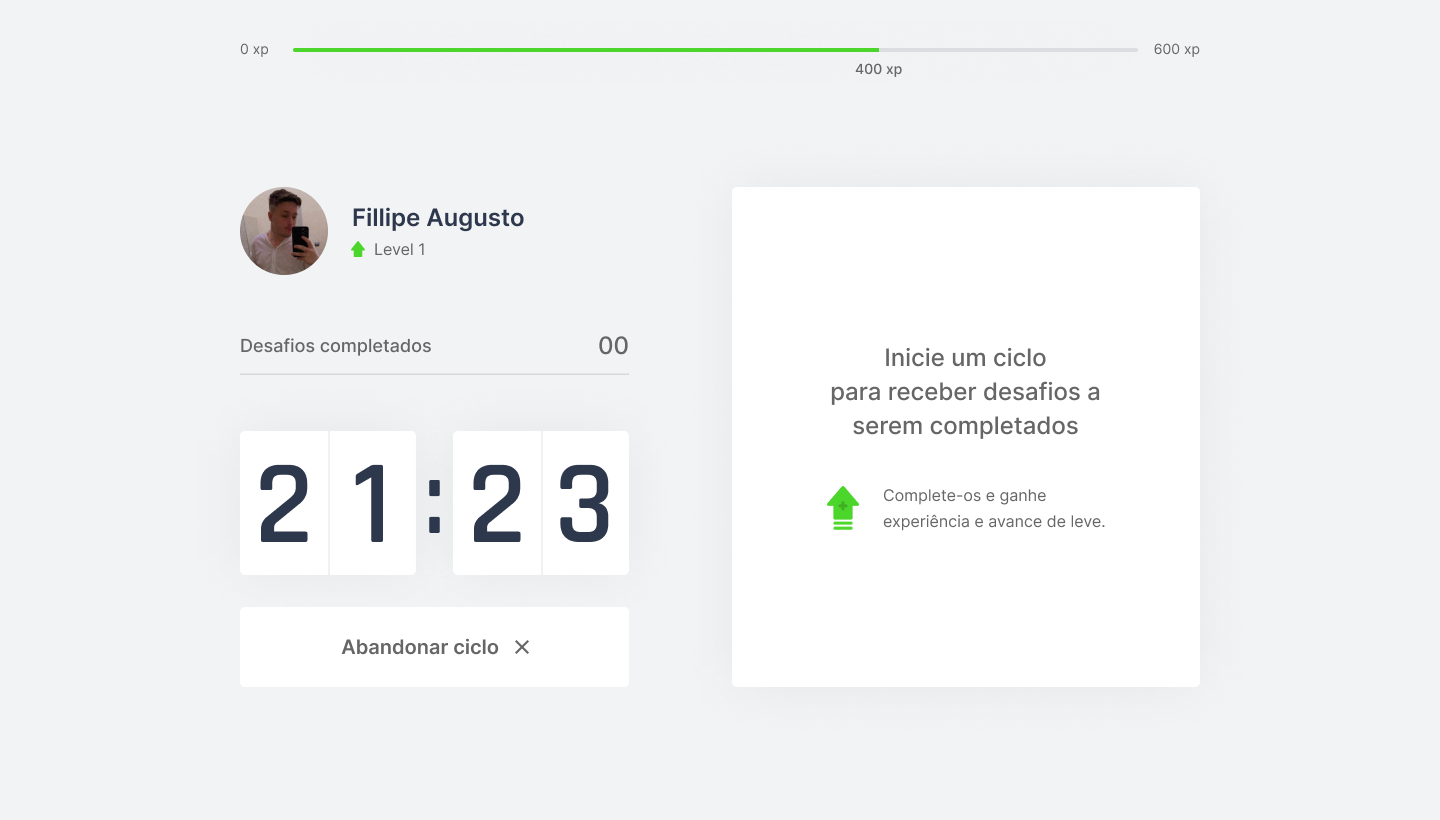 0 xp
600 xp
400 xp
Fillipe Augusto
Level 1
Desafios completados
00
21:23
Abandonar ciclo
Inicie um ciclo
para receber desafios a
serem completados
Complete-os e ganhe
experiência e avance de leve.